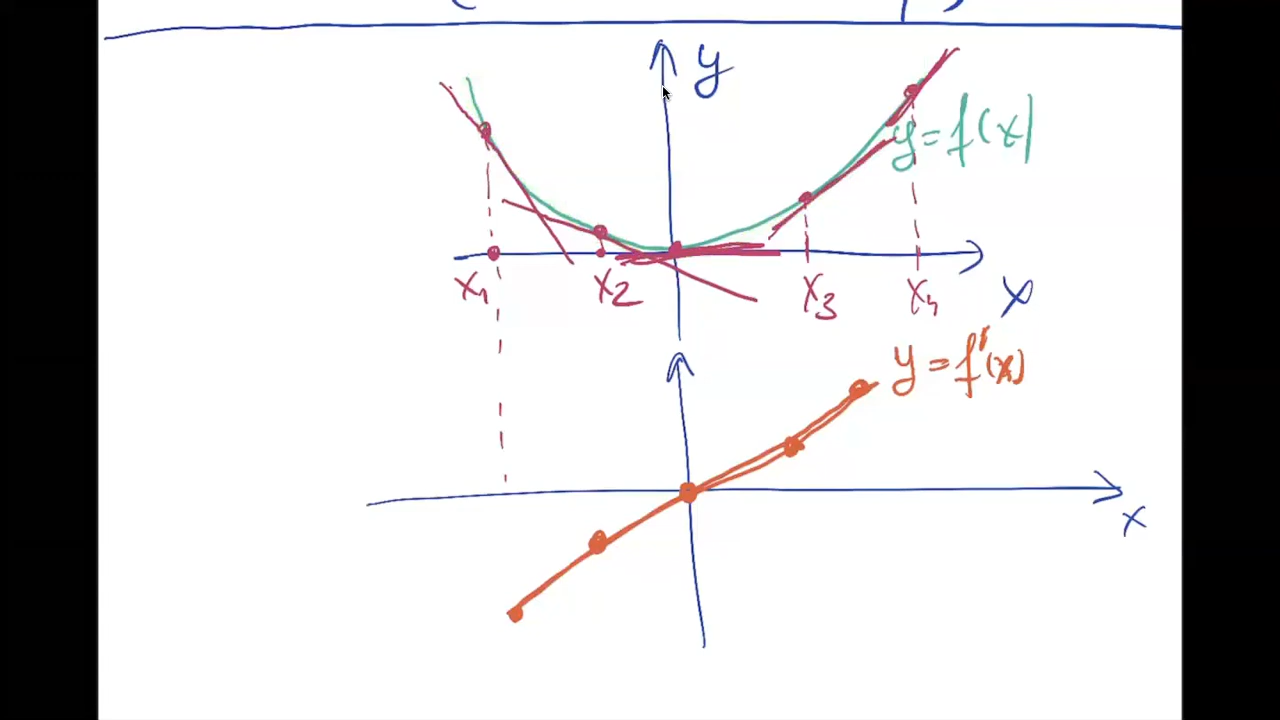 y
y = f(x)
x₁ x₂ x₃ x₄ x
y = f'(x)
x